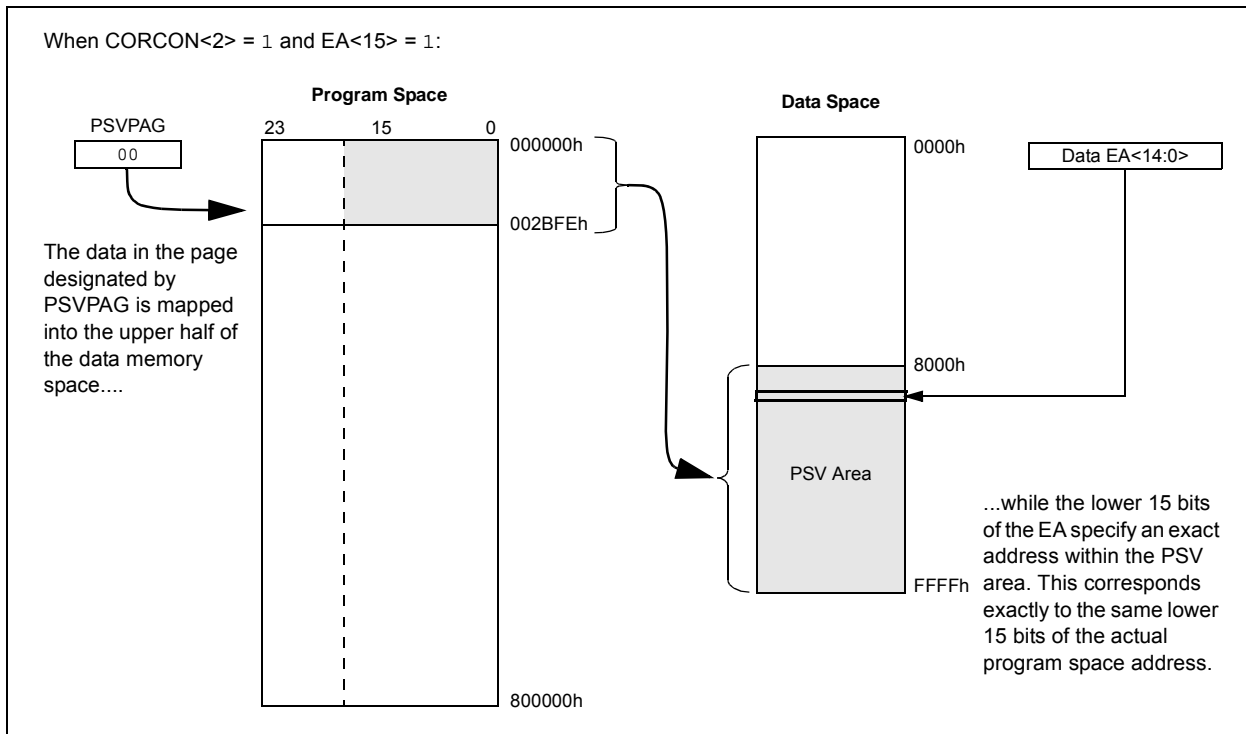 When CORCON<2> = 1 and EA<15> = 1:
Program Space
Data Space
PSVPAG
00
23
15
0
000000h
002BFEh
800000h
The data in the page
designated by
PSVPAG is mapped
into the upper half of
the data memory
space....
0000h
8000h
FFFFh
PSV Area
Data EA<14:0>
...while the lower 15 bits
of the EA specify an exact
address within the PSV
area. This corresponds
exactly to the same lower
15 bits of the actual
program space address.